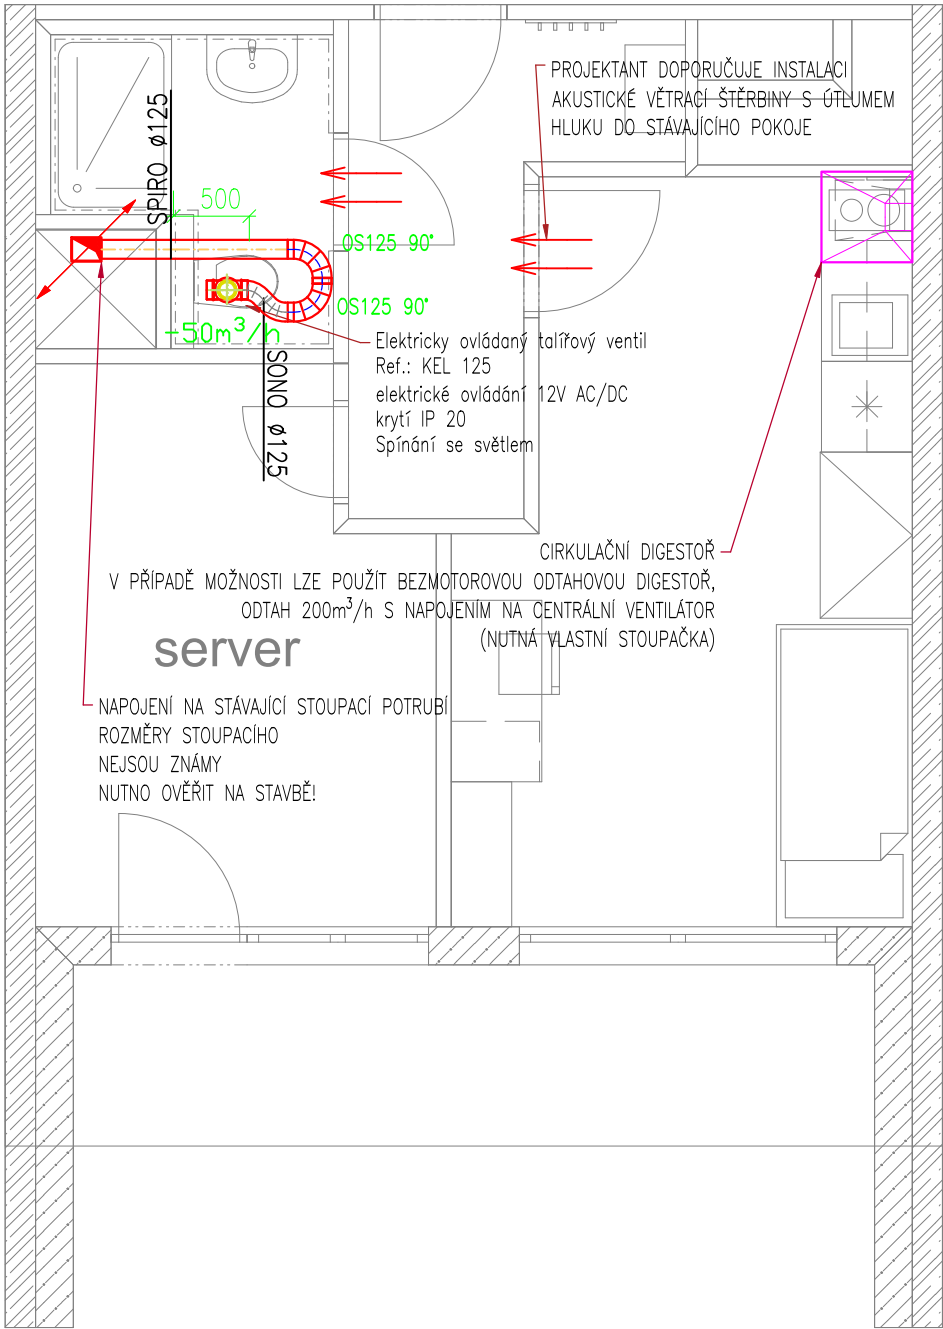 PROJEKTANT DOPORUČUJE INSTALACI
AKUSTICKÉ VĚTRACÍ ŠTĚRBINY S ÚTLUMEM
HLUKU DO STÁVAJÍCÍHO POKOJE
SPIRO ø125
500
OS125 90°
OS125 90°
-50m³/h
SONO ø125
Elektricky ovládaný talířový ventil
Ref.: KEL 125
elektrické ovládání 12V AC/DC
krytí IP 20
Spínání se světlem
CIRKULAČNÍ DIGESTOŘ
V PŘÍPADĚ MOŽNOSTI LZE POUŽÍT BEZMOTOROVOU ODTAHOVOU DIGESTOŘ,
ODTAH 200m³/h S NAPOJENÍM NA CENTRÁLNÍ VENTILÁTOR
(NUTNÁ VLASTNÍ STOUPAČKA)
server
NAPOJENÍ NA STÁVAJÍCÍ STOUPACÍ POTRUBÍ
ROZMĚRY STOUPACÍHO
NEJSOU ZNÁMY
NUTNO OVĚŘIT NA STAVBĚ!